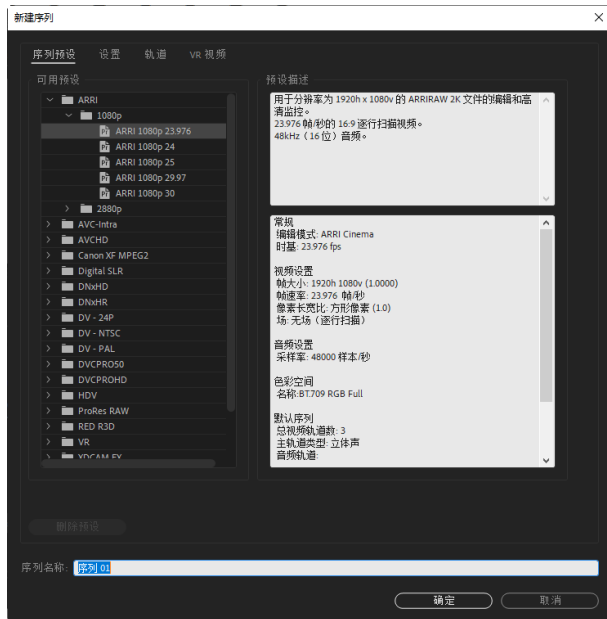 新建序列
序列预设 设置 轨道 VR 视频
可用预设
ARRI
1080p
ARRI 1080p 23.976
ARRI 1080p 24
ARRI 1080p 25
ARRI 1080p 29.97
ARRI 1080p 30
2880p
AVC-Intra
AVCHD
Canon XF MPEG2
Digital SLR
DNxHD
DNxHR
DV - 24P
DV - NTSC
DV - PAL
DVCPRO50
DVCPROHD
HDV
ProRes RAW
RED R3D
VR
XDCAM EX
预设描述
用于分辨率为 1920h x 1080v 的 ARRIRAW 2K 文件的编辑和高
清监控。
23.976 帧/秒的 16:9 逐行扫描视频。
48kHz（16 位）音频。
常规
编辑模式: ARRI Cinema
时基: 23.976 fps
视频设置
帧大小: 1920h 1080v (1.0000)
帧速率: 23.976 帧/秒
像素长宽比: 方形像素 (1.0)
场: 无场（逐行扫描）
音频设置
采样率: 48000 样本/秒
色彩空间
名称:BT.709 RGB Full
默认序列
总视频轨道数: 3
主轨道类型: 立体声
音频轨道:
删除预设
序列名称: 序列 01
确定 取消